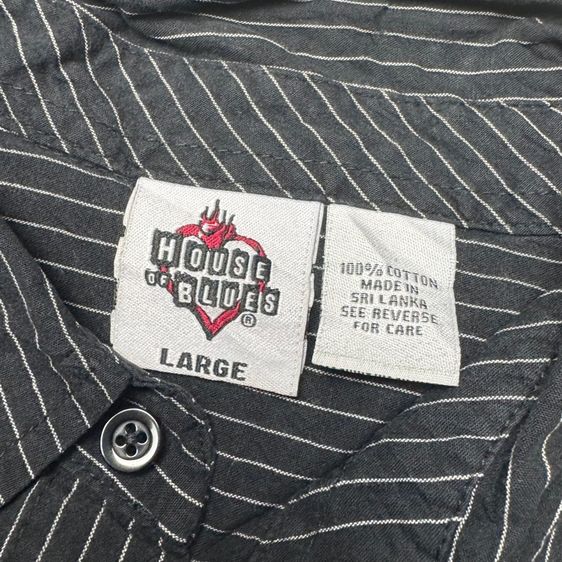 HOUSE
OF BLUES
®
LARGE
100% COTTON
MADE IN
SRI LANKA
SEE REVERSE
FOR CARE